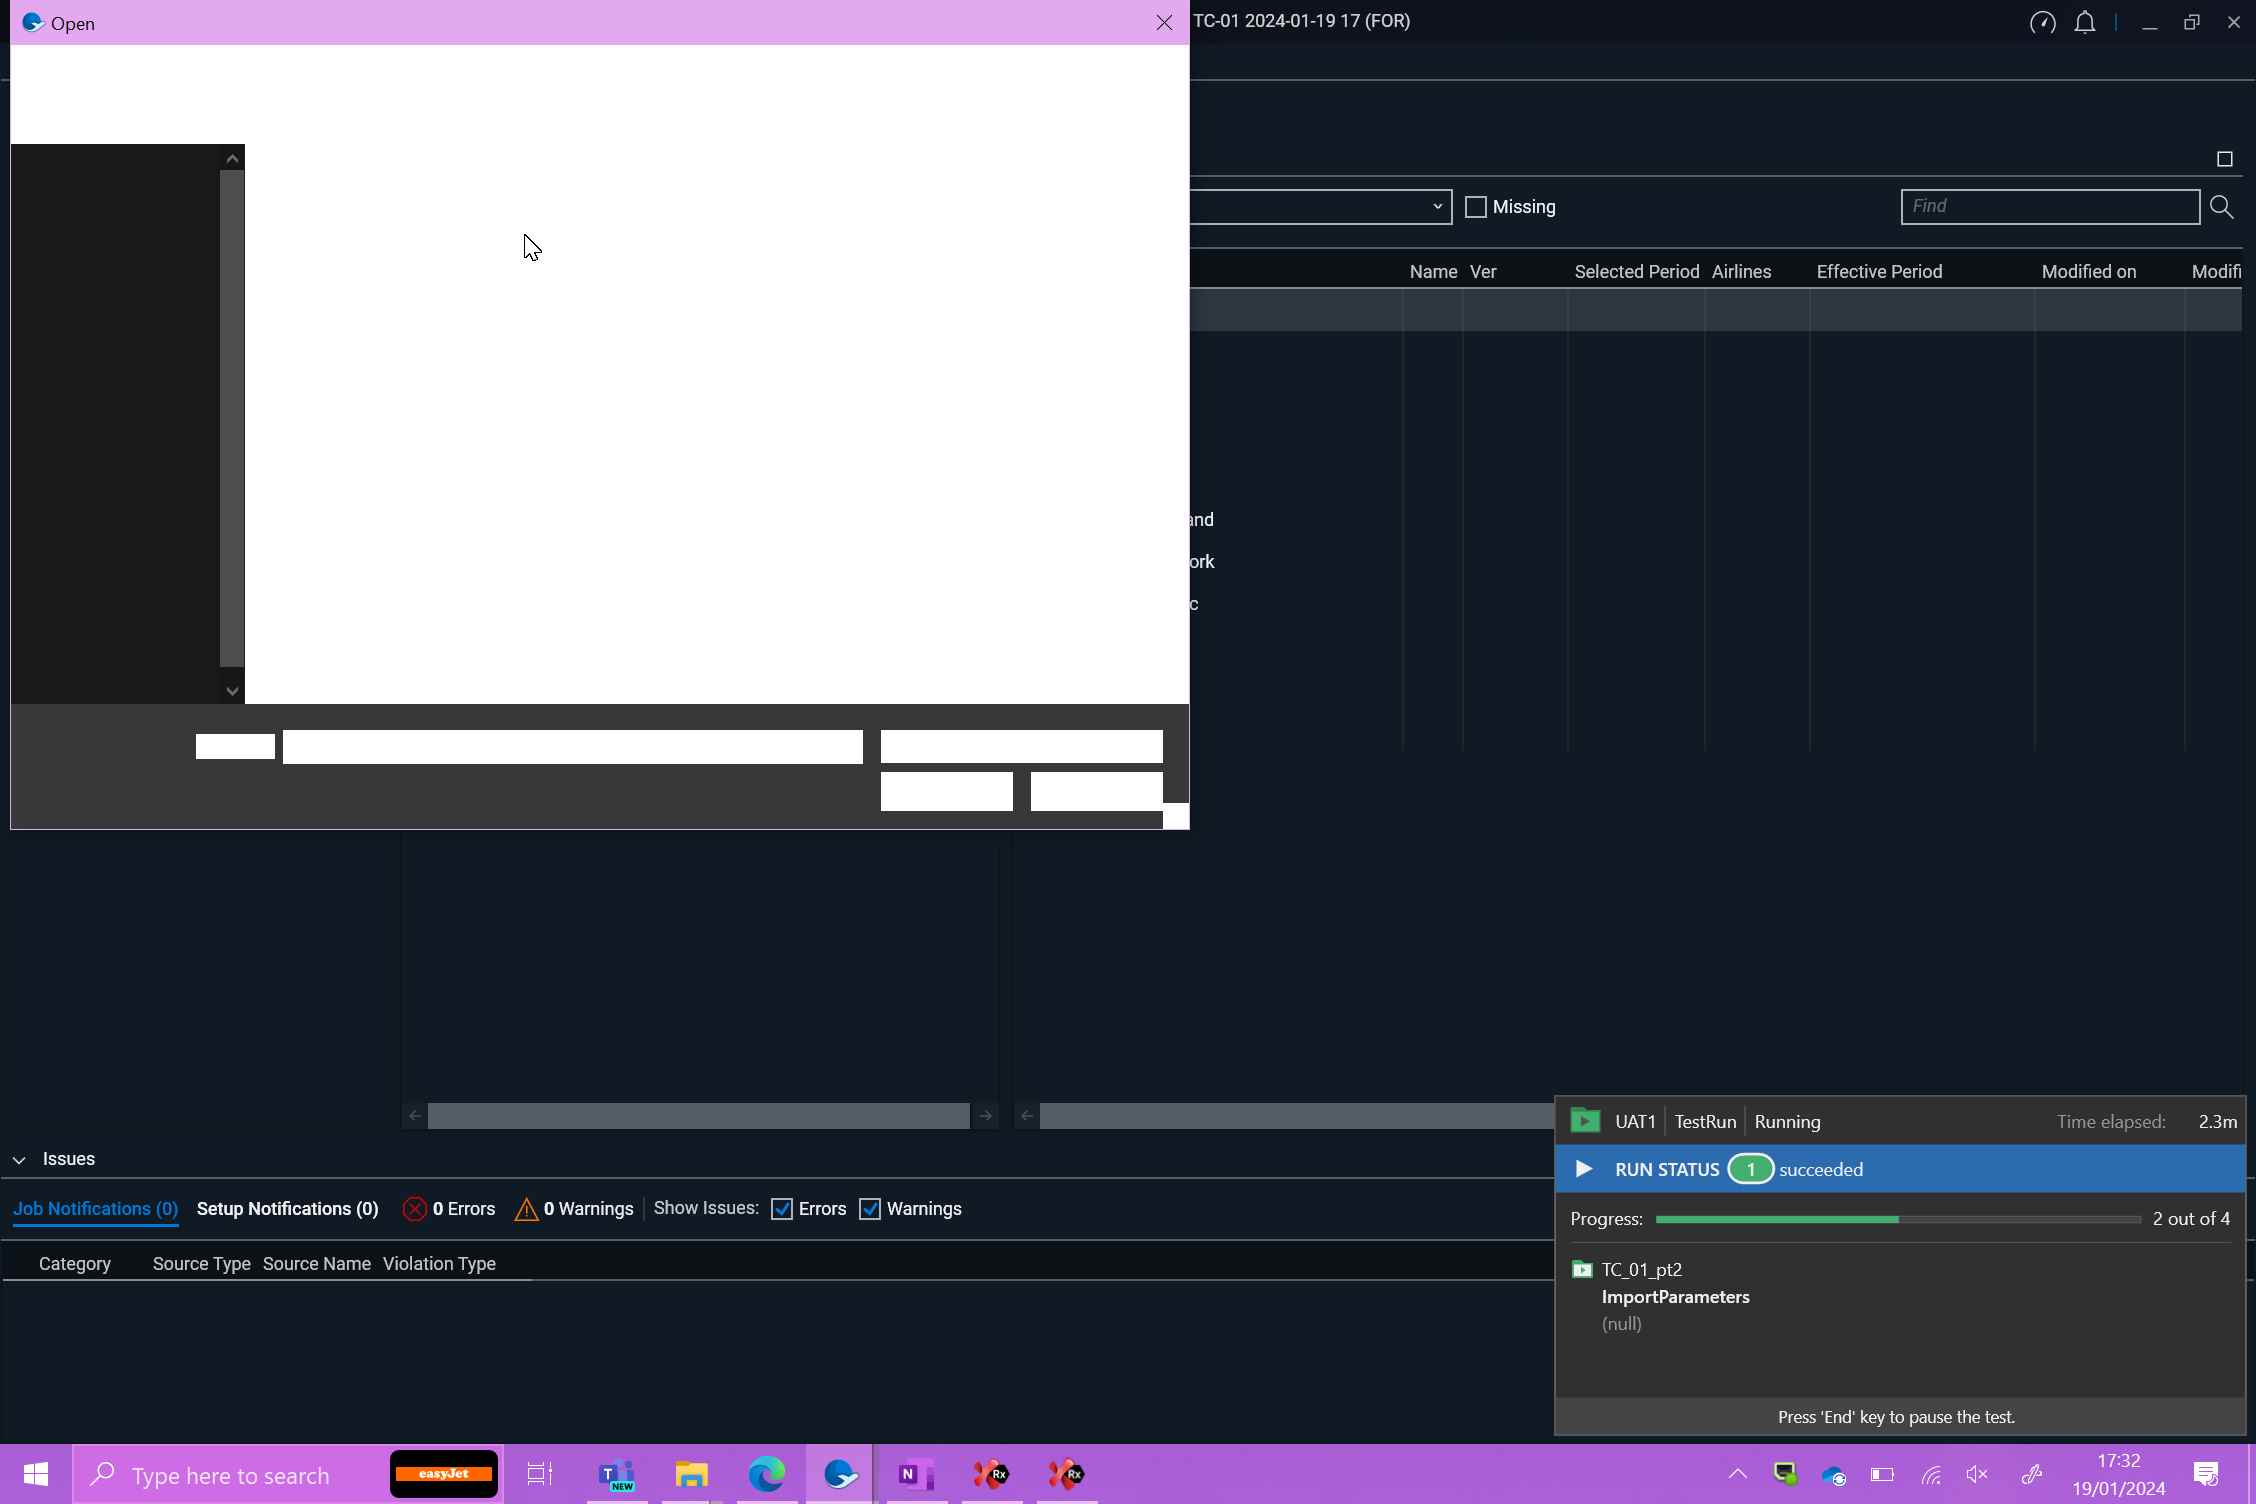 Open
TC-01 2024-01-19 17 (FOR)
Missing
Find
Name Ver Selected Period Airlines Effective Period Modified on Modifi
and
ork
c
Issues
Job Notifications (0) Setup Notifications (0) 0 Errors 0 Warnings Show Issues: Errors Warnings
Category Source Type Source Name Violation Type
UAT1 TestRun Running Time elapsed: 2.3m
RUN STATUS 1 succeeded
Progress: 2 out of 4
TC_01_pt2
ImportParameters
(null)
Press 'End' key to pause the test.
Type here to search
easyJet
T
NEW
N
Rx
Rx
17:32
19/01/2024